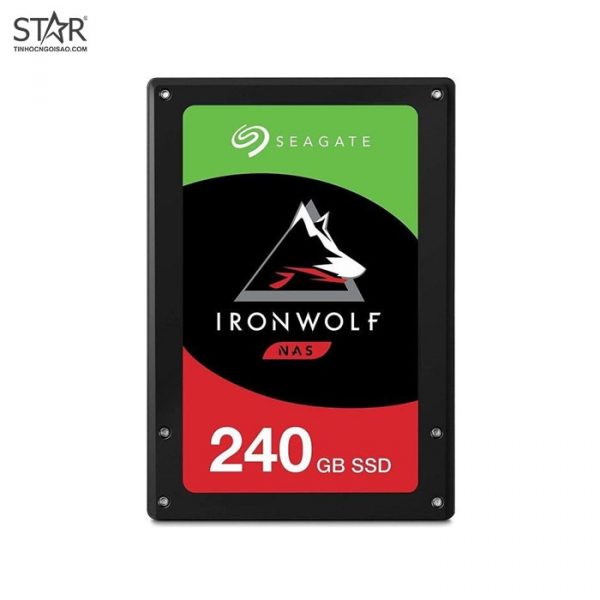 STAR
TINHOCNGOISAO.COM
SEAGATE
IRONWOLF
NAS
240 GB SSD